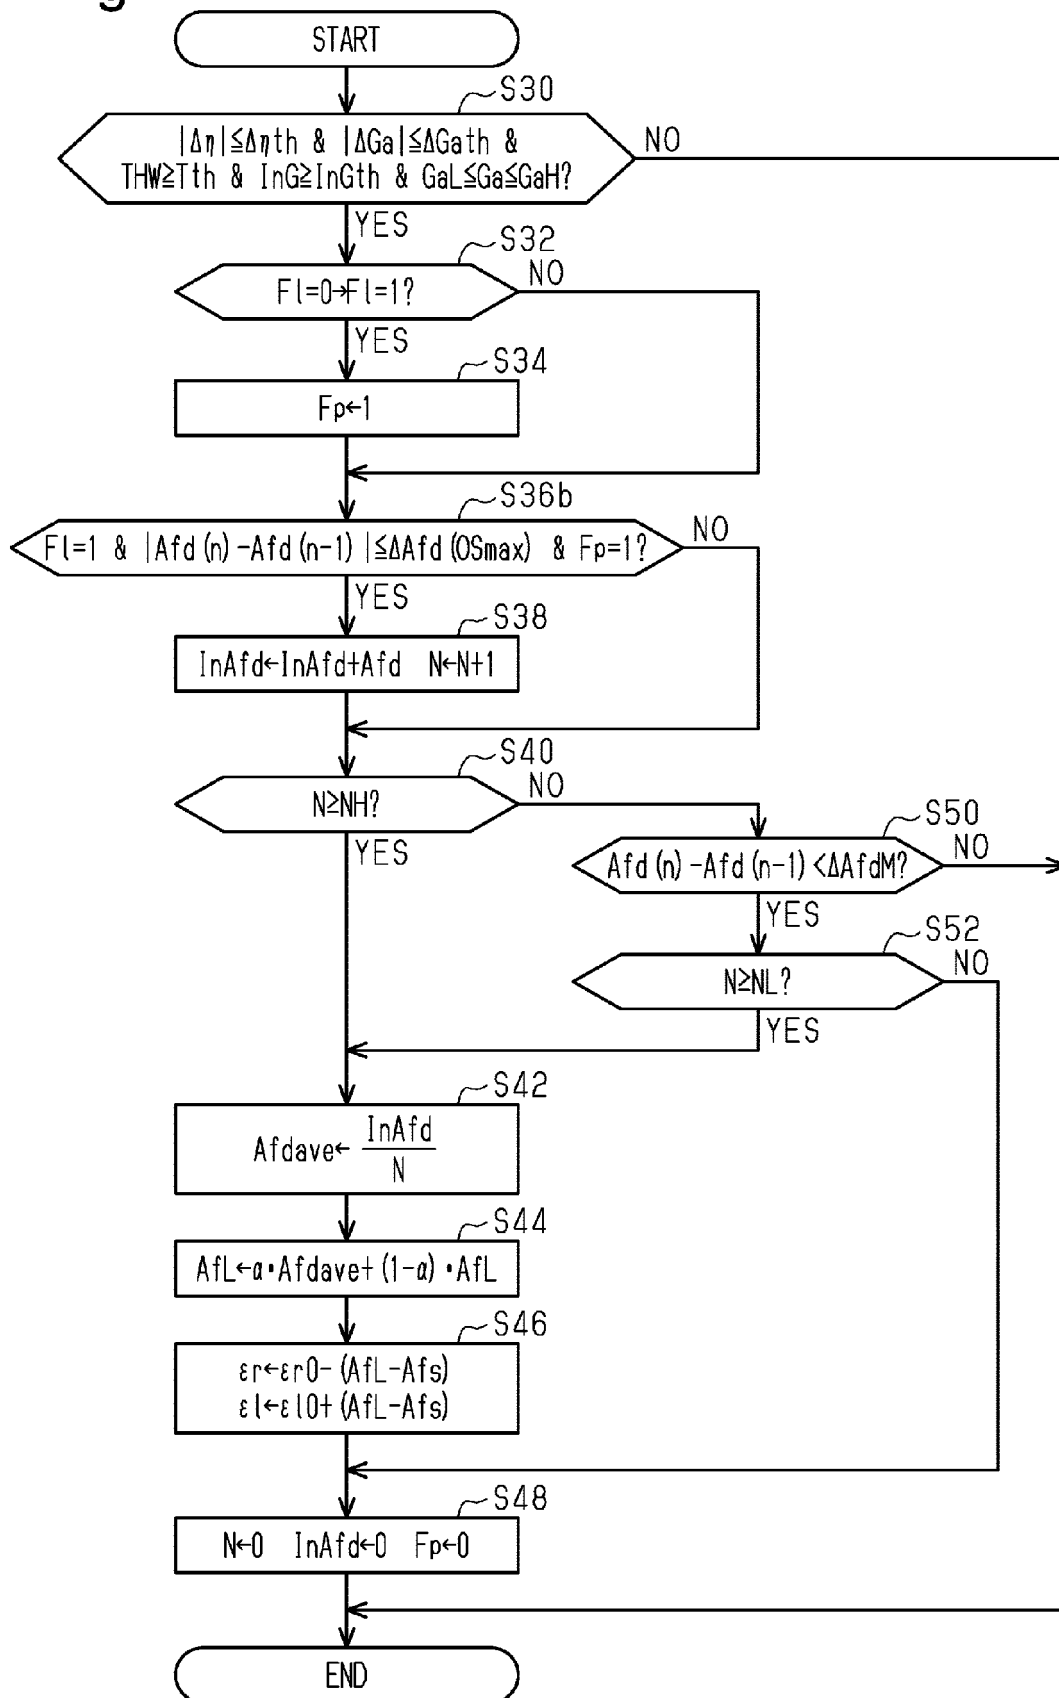 g
START
S30
|Δη|≦Δηth & |ΔGa|≦ΔGath &
THW≧Tth & InG≧InGth & GaL≦Ga≦GaH?
NO
YES
S32
Fl=0→Fl=1?
NO
YES
S34
Fp←1
S36b
Fl=1 & |Afd(n)-Afd(n-1)|≦ΔAfd(OSmax) & Fp=1?
NO
YES
S38
InAfd←InAfd+Afd N←N+1
S40
N≧NH?
NO
YES
S50
Afd(n)-Afd(n-1)<ΔAfdM?
NO
YES
S52
N≧NL?
NO
YES
S42
Afdave← InAfd
N
S44
AfL←α•Afdave+(1-α)•AfL
S46
εr←εr0-(AfL-Afs)
εl←εl0+(AfL-Afs)
S48
N←0 InAfd←0 Fp←0
END